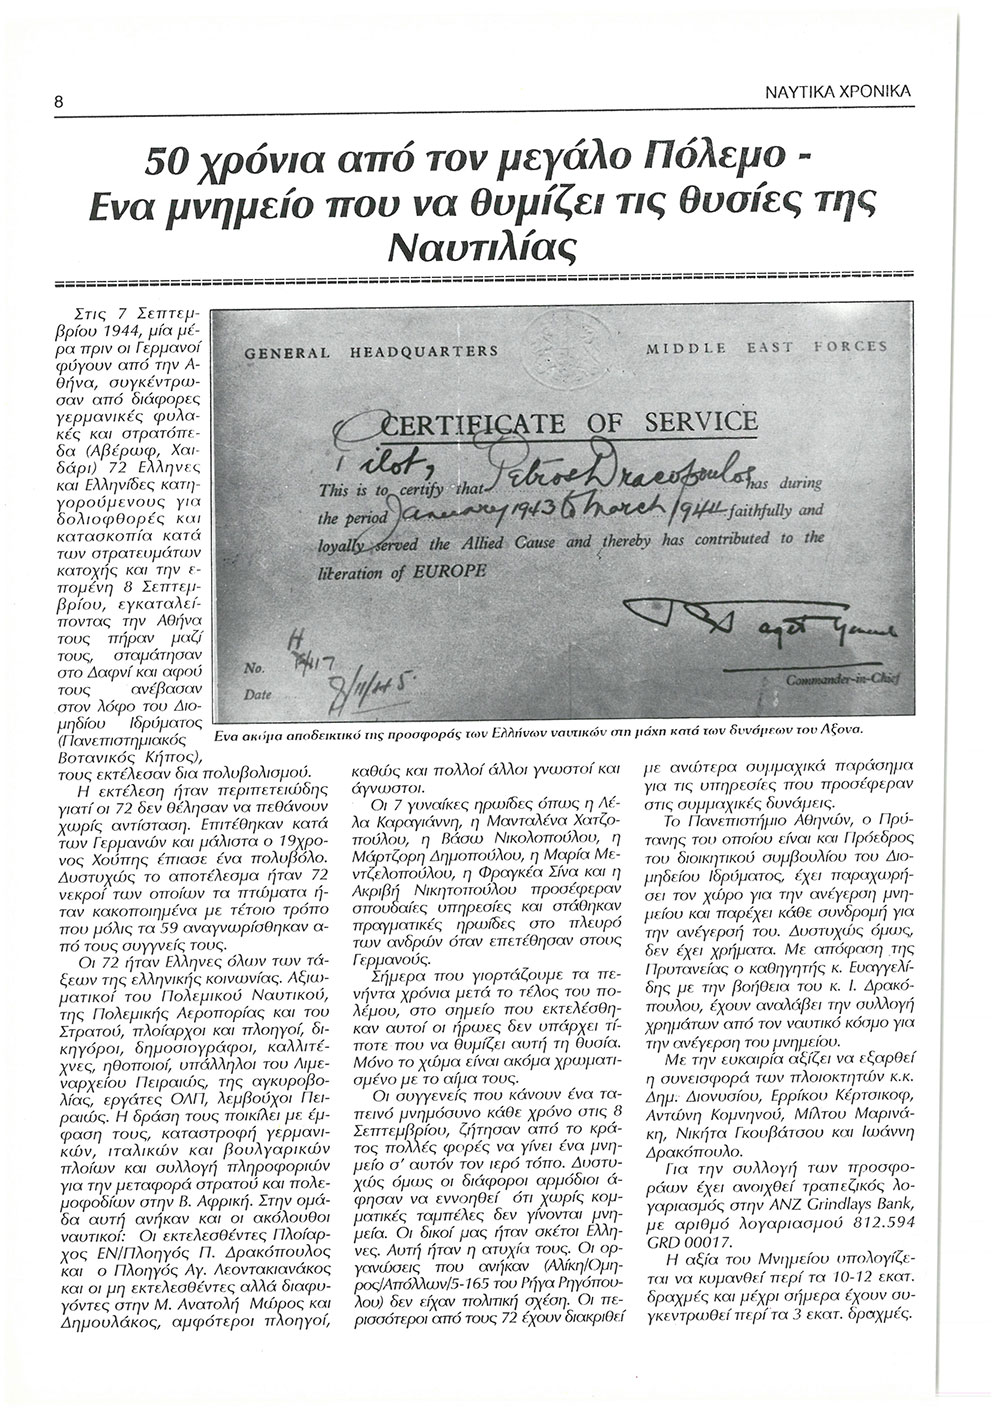 8
ΝΑΥΤΙΚΑ ΧΡΟΝΙΚΑ
50 χρόνια από τον μεγάλο Πόλεμο -
Ενα μνημείο που να θυμίζει τις θυσίες της
Ναυτιλίας
Στις 7 Σεπτεμ-
βρίου 1944, μία μέ-
ρα πριν οι Γερμανοί
φύγουν από την Α-
θήνα, συγκέντρω-
σαν από διάφορες
γερμανικές φυλα-
κές και στρατόπε-
δα (Αβέρωφ, Χαι-
δάρι) 72 Ελληνες
και Ελληνίδες κατη-
γορούμενους για
δολιοφθορές και
κατασκοπία κατά
των στρατευμάτων
κατοχής και την ε-
πομένη 8 Σεπτεμ-
βρίου, εγκαταλεί-
ποντας την Αθήνα
τους πήραν μαζί
τους, σταμάτησαν
στο Δαφνί και αφού
τους ανέβασαν
στον λόφο του Διο-
μηδίου Ιδρύματος
(Πανεπιστημιακός
Βοτανικός Κήπος),
τους εκτέλεσαν δια πολυβολισμού.
Η εκτέλεση ήταν περιπετειώδης
γιατί οι 72 δεν θέλησαν να πεθάνουν
χωρίς αντίσταση. Επιτέθηκαν κατά
των Γερμανών και μάλιστα ο 19χρο-
νος Χούπης έπιασε ένα πολυβόλο.
Δυστυχώς το αποτέλεσμα ήταν 72
νεκροί των οποίων τα πτώματα ή-
ταν κακοποιημένα με τέτοιο τρόπο
που μόλις τα 59 αναγνωρίσθηκαν α-
πό τους συγγνείς τους.
Οι 72 ήταν Ελληνες όλων των τά-
ξεων της ελληνικής κοινωνίας. Αξιω-
ματικοί του Πολεμικού Ναυτικού,
της Πολεμικής Αεροπορίας και του
Στρατού, πλοίαρχοι και πλοηγοί, δι-
κηγόροι, δημοσιογράφοι, καλλιτέ-
χνες, ηθοποιοί, υπάλληλοι του Λιμε-
ναρχείου Πειραιώς, της αγκυροβο-
λίας, εργάτες ΟΛΠ, λεμβούχοι Πει-
ραιώς. Η δράση τους ποικίλει με έμ-
φαση τους, καταστροφή γερμανι-
κών, ιταλικών και βουλγαρικών
πλοίων και συλλογή πληροφοριών
για την μεταφορά στρατού και πολε-
μοφοδίων στην Β. Αφρική. Στην ομά-
δα αυτή ανήκαν και οι ακόλουθοι
ναυτικοί: Οι εκτελεσθέντες Πλοίαρ-
χος ΕΝ/Πλοηγός Π. Δρακόπουλος
και ο Πλοηγός Αγ. Λεοντακιανάκος
και οι μη εκτελεσθέντες αλλά διαφυ-
γόντες στην Μ. Ανατολή Μώρος και
Δημουλάκος, αμφότεροι πλοηγοί,
GENERAL HEADQUARTERS MIDDLE EAST FORCES
CERTIFICATE OF SERVICE
Pilot, Petros Dracopoulos
This is to certify that has during
the period January 1943 to March 1944 faithfully and
loyally served the Allied Cause and thereby has contributed to the
liberation of EUROPE
Paget General
Commander-in-Chief
No. H
Date 8/11/45.
Ενα ακόμα αποδεικτικό της προσφοράς των Ελλήνων ναυτικών στη μάχη κατά των δυνάμεων του Αξονα.
καθώς και πολλοί άλλοι γνωστοί και
άγνωστοι.
Οι 7 γυναίκες ηρωίδες όπως η Λέ-
λα Καραγιάννη, η Μανταλένα Χατζο-
πούλου, η Βάσω Νικολοπούλου, η
Μάρτζορη Δημοπούλου, η Μαρία Με-
ντζελοπούλου, η Φραγκέα Σίνα και η
Ακριβή Νικητοπούλου προσέφεραν
σπουδαίες υπηρεσίες και στάθηκαν
πραγματικές ηρωίδες στο πλευρό
των ανδρών όταν επετέθησαν στους
Γερμανούς.
Σήμερα που γιορτάζουμε τα πε-
νήντα χρόνια μετά το τέλος του πο-
λέμου, στο σημείο που εκτελέσθη-
καν αυτοί οι ήρωες δεν υπάρχει τί-
ποτε που να θυμίζει αυτή τη θυσία.
Μόνο το χώμα είναι ακόμα χρωματι-
σμένο με το αίμα τους.
Οι συγγενείς που κάνουν ένα τα-
πεινό μνημόσυνο κάθε χρόνο στις 8
Σεπτεμβρίου, ζήτησαν από το κρά-
τος πολλές φορές να γίνει ένα μνη-
μείο σ' αυτόν τον ιερό τόπο. Δυστυ-
χώς όμως οι διάφοροι αρμόδιοι ά-
φησαν να εννοηθεί ότι χωρίς κομ-
ματικές ταμπέλες δεν γίνονται μνη-
μεία. Οι δικοί μας ήταν σκέτοι Ελλη-
νες. Αυτή ήταν η ατυχία τους. Οι ορ-
γανώσεις που ανήκαν (Αλίκη/Ομη-
ρος/Απόλλων/5-165 του Ρήγα Ρηγόπου-
λου) δεν είχαν πολιτική σχέση. Οι πε-
ρισσότεροι από τους 72 έχουν διακριθεί
με ανώτερα συμμαχικά παράσημα
για τις υπηρεσίες που προσέφεραν
στις συμμαχικές δυνάμεις.
Το Πανεπιστήμιο Αθηνών, ο Πρύ-
τανης του οποίου είναι και Πρόεδρος
του διοικητικού συμβουλίου του Διο-
μηδείου Ιδρύματος, έχει παραχωρή-
σει τον χώρο για την ανέγερση μνη-
μείου και παρέχει κάθε συνδρομή για
την ανέγερσή του. Δυστυχώς όμως,
δεν έχει χρήματα. Με απόφαση της
Πρυτανείας ο καθηγητής κ. Ευαγγελί-
δης με την βοήθεια του κ. Ι. Δρακό-
πουλου, έχουν αναλάβει την συλλογή
χρημάτων από τον ναυτικό κόσμο για
την ανέγερση του μνημείου.
Με την ευκαιρία αξίζει να εξαρθεί
η συνεισφορά των πλοιοκτητών κ.κ.
Δημ. Διονυσίου, Ερρίκου Κέρτσικοφ,
Αντώνη Κομνηνού, Μίλτου Μαρινά-
κη, Νικήτα Γκουβάτσου και Ιωάννη
Δρακόπουλο.
Για την συλλογή των προσφο-
ράων έχει ανοιχθεί τραπεζικός λο-
γαριασμός στην ANZ Grindlays Bank,
με αριθμό λογαριασμού 812.594
GRD 00017.
Η αξία του Μνημείου υπολογίζε-
ται να κυμανθεί περί τα 10-12 εκατ.
δραχμές και μέχρι σήμερα έχουν συ-
γκεντρωθεί περί τα 3 εκατ. δραχμές.